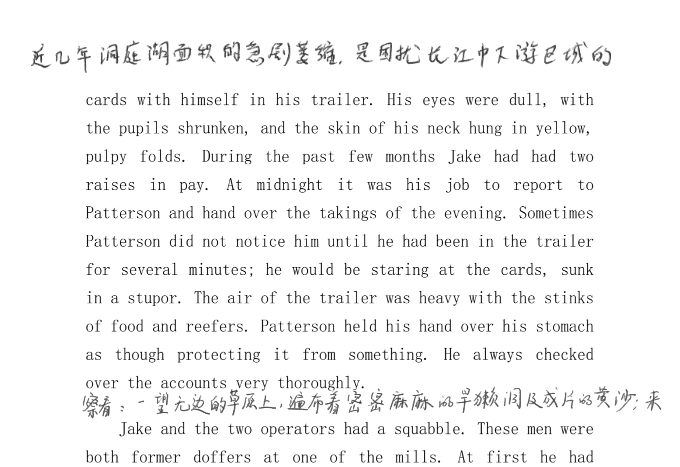 近几年洞庭湖面积的急剧萎缩，是困扰长江中下游区域的
cards with himself in his trailer. His eyes were dull, with
the pupils shrunken, and the skin of his neck hung in yellow,
pulpy folds. During the past few months Jake had had two
raises in pay. At midnight it was his job to report to
Patterson and hand over the takings of the evening. Sometimes
Patterson did not notice him until he had been in the trailer
for several minutes; he would be staring at the cards, sunk
in a stupor. The air of the trailer was heavy with the stinks
of food and reefers. Patterson held his hand over his stomach
as though protecting it from something. He always checked
over the accounts very thoroughly.
察看：一望无边的草原上，遍布着密密麻麻的旱獭洞及成片的黄沙；来
Jake and the two operators had a squabble. These men were
both former doffers at one of the mills. At first he had